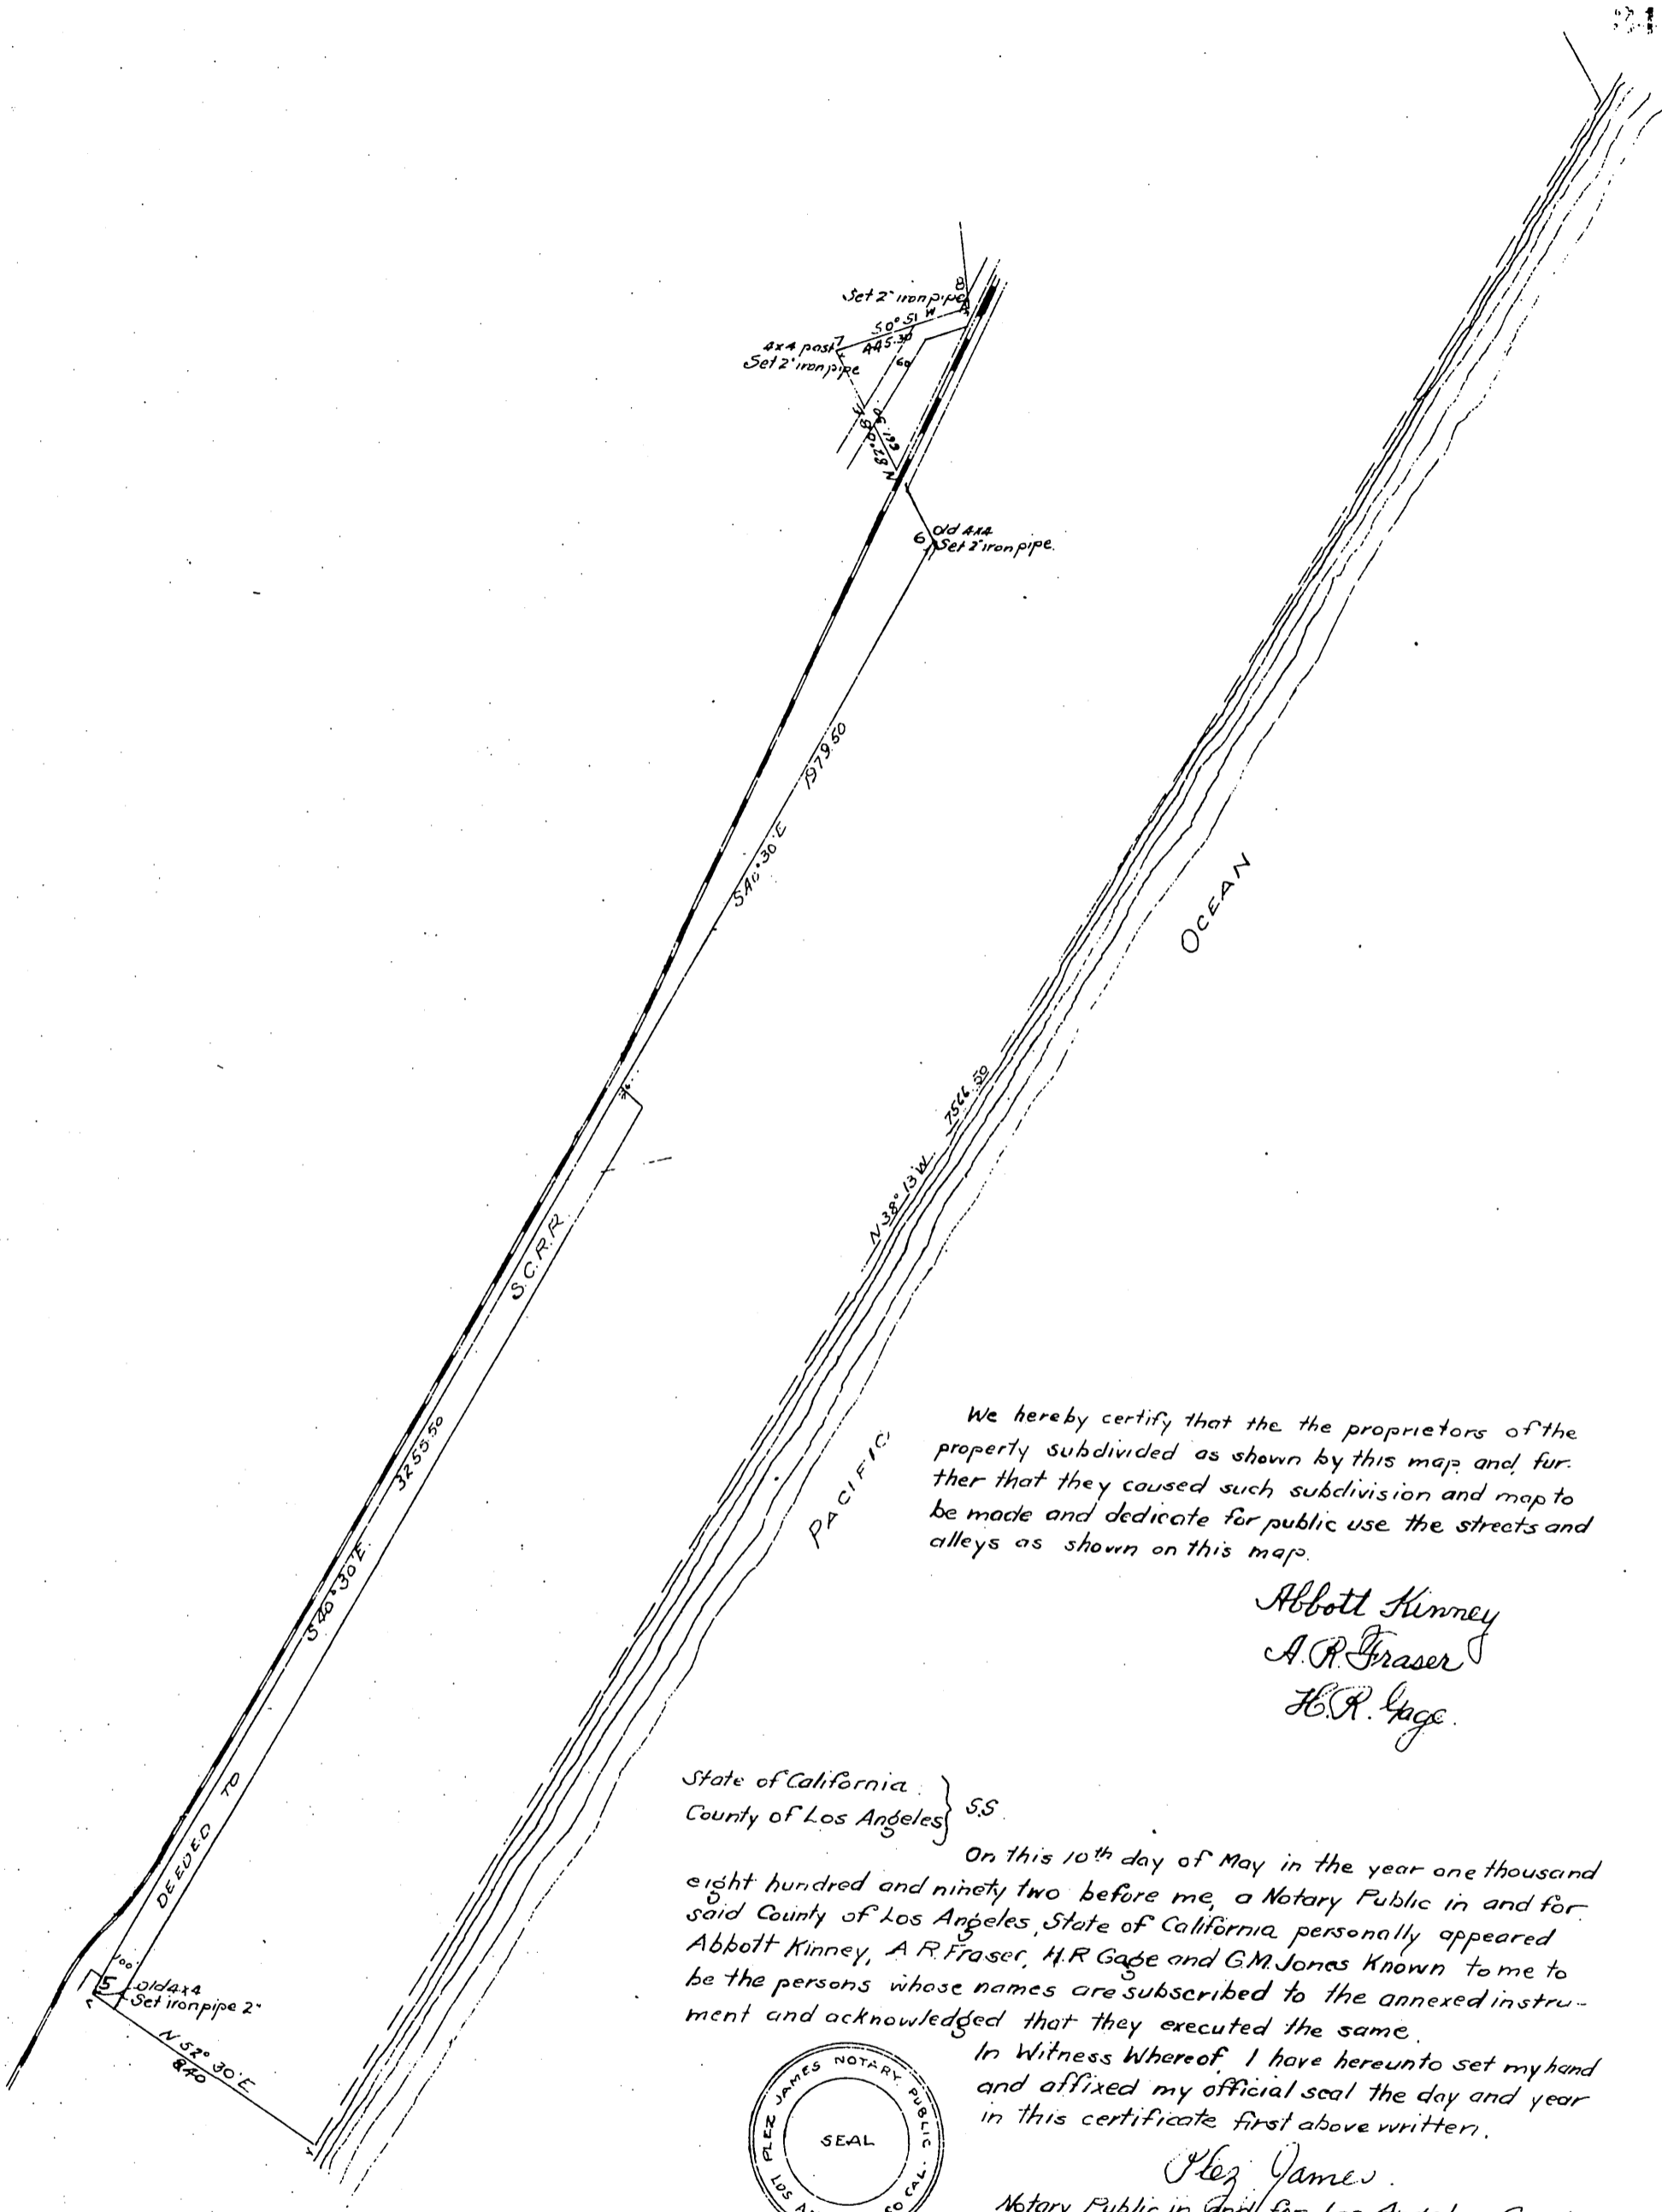 Set 2" iron pipe
8
S0° 51' W
445.30
4x4 post 7
Set 2" iron pipe
60
6 Old 4x4
Set 2" iron pipe.
1979.50
S40° 30' E
OCEAN
7566.50
N 38° 13' W.
S.C.R.R.
3255.50
S40° 30' E.
PACIFIC
DEEDED TO
100'
5 Old 4x4
Set iron pipe 2"
N 52° 30' E
840
We hereby certify that the the proprietors of the
property subdivided as shown by this map and, fur-
ther that they caused such subdivision and map to
be made and dedicate for public use the streets and
alleys as shown on this map.
Abbott Kinney
A. R. Fraser
H. R. Gage.
State of California
County of Los Angeles } S.S.
On this 10th day of May in the year one thousand
eight hundred and ninety two before me, a Notary Public in and for
said County of Los Angeles, State of California personally appeared
Abbott Kinney, A R. Fraser, H.R Gage and G.M. Jones Known to me to
be the persons whose names are subscribed to the annexed instru-
ment and acknowledged that they executed the same.
In Witness Whereof, I have hereunto set my hand
and affixed my official seal the day and year
in this certificate first above written.
PLEZ JAMES NOTARY PUBLIC
SEAL
LOS CO CAL.
Plez James.
Notary Public in and for Los